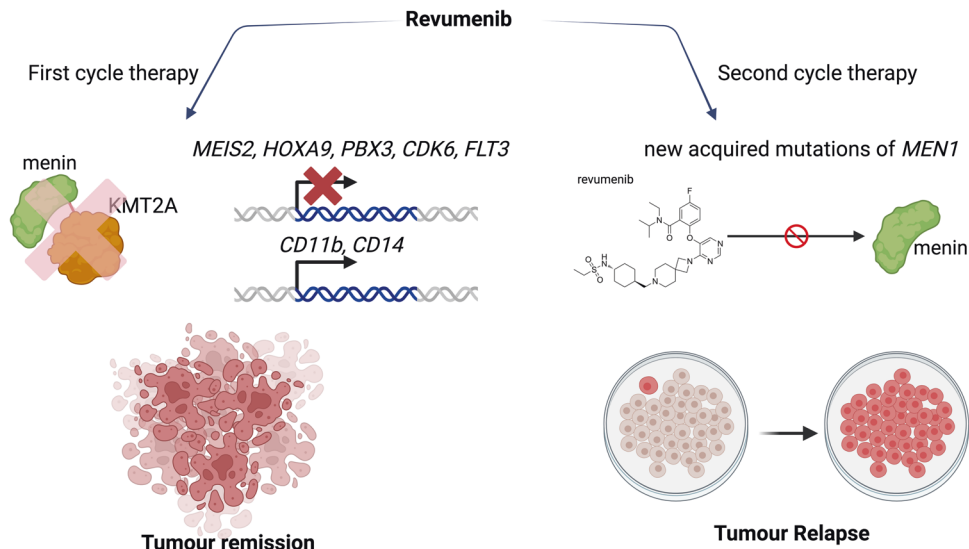 Revumenib
First cycle therapy
Second cycle therapy
MEIS2, HOXA9, PBX3, CDK6, FLT3
new acquired mutations of MEN1
menin
KMT2A
revumenib
CD11b, CD14
menin
F
N
O
O
N
N
N
H
N
S
O
O
N
Tumour remission
Tumour Relapse